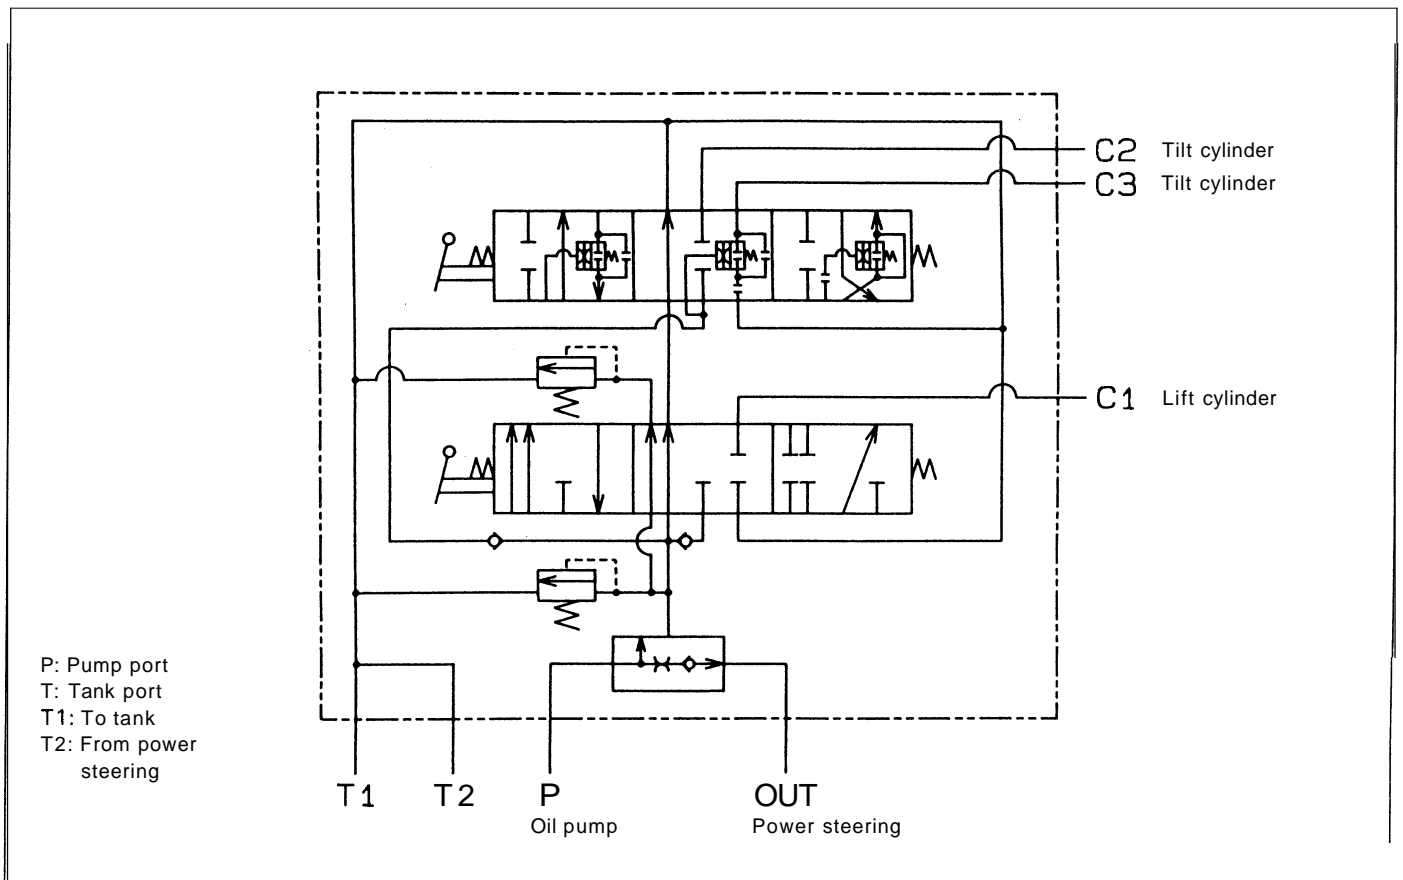 C2 Tilt cylinder
C3 Tilt cylinder
C1 Lift cylinder
P: Pump port
T: Tank port
T1: To tank
T2: From power
steering
T1 T2 P OUT
Oil pump Power steering